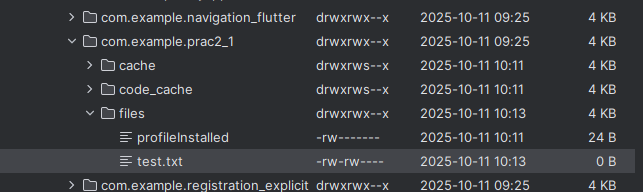 com.example.navigation_flutter drwxrwx--x 2025-10-11 09:25 4 KB
com.example.prac2_1 drwxrwx--x 2025-10-11 09:25 4 KB
cache drwxrws--x 2025-10-11 10:11 4 KB
code_cache drwxrws--x 2025-10-11 10:11 4 KB
files drwxrwx--x 2025-10-11 10:13 4 KB
profileInstalled -rw------- 2025-10-11 10:11 24 B
test.txt -rw-rw---- 2025-10-11 10:13 0 B
com.example.registration_explicit drwxrwx--x 2025-10-11 09:25 4 KB